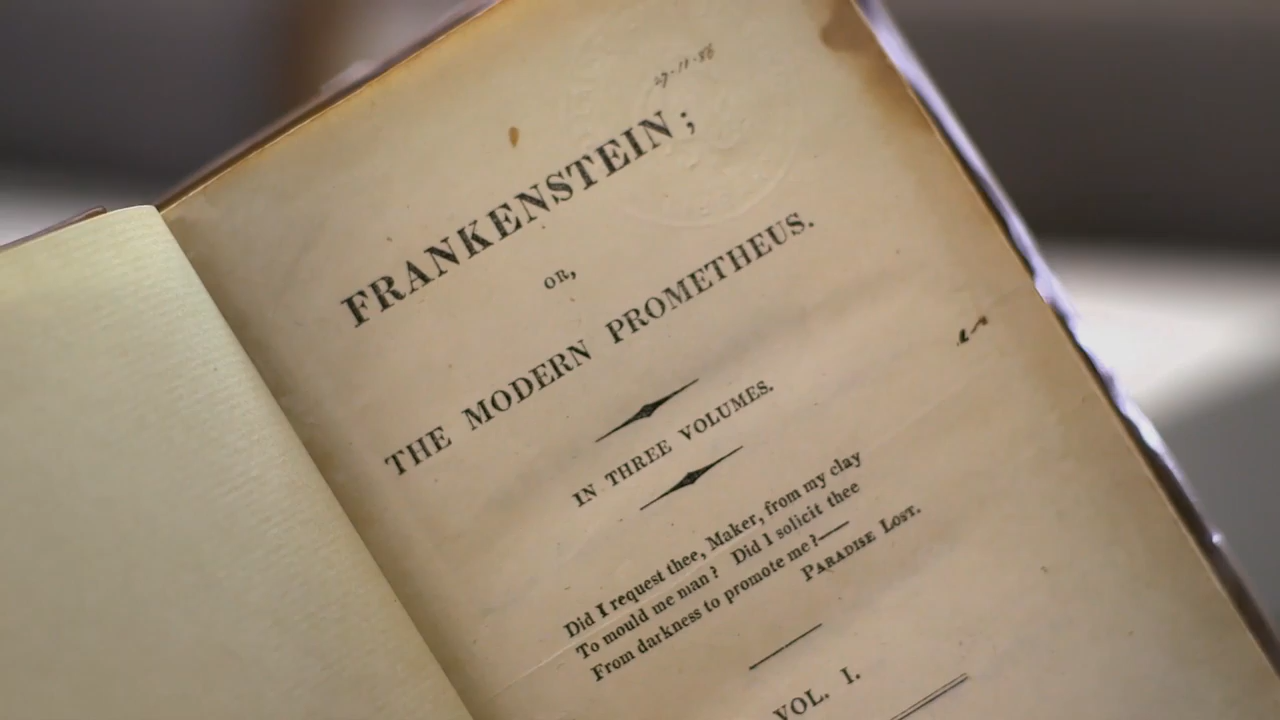 FRANKENSTEIN;
OR,
THE MODERN PROMETHEUS.
IN THREE VOLUMES.
Did I request thee, Maker, from my clay
To mould me man? Did I solicit thee
From darkness to promote me?—
PARADISE LOST.
VOL. I.